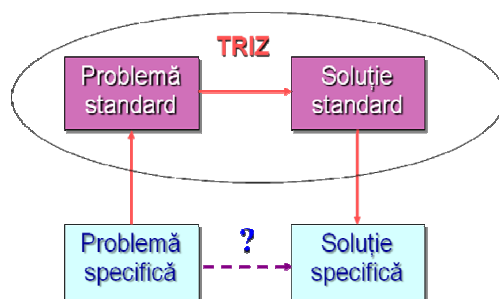 TRIZ
Problemă
standard
Soluție
standard
?
Problemă
specifică
Soluție
specifică